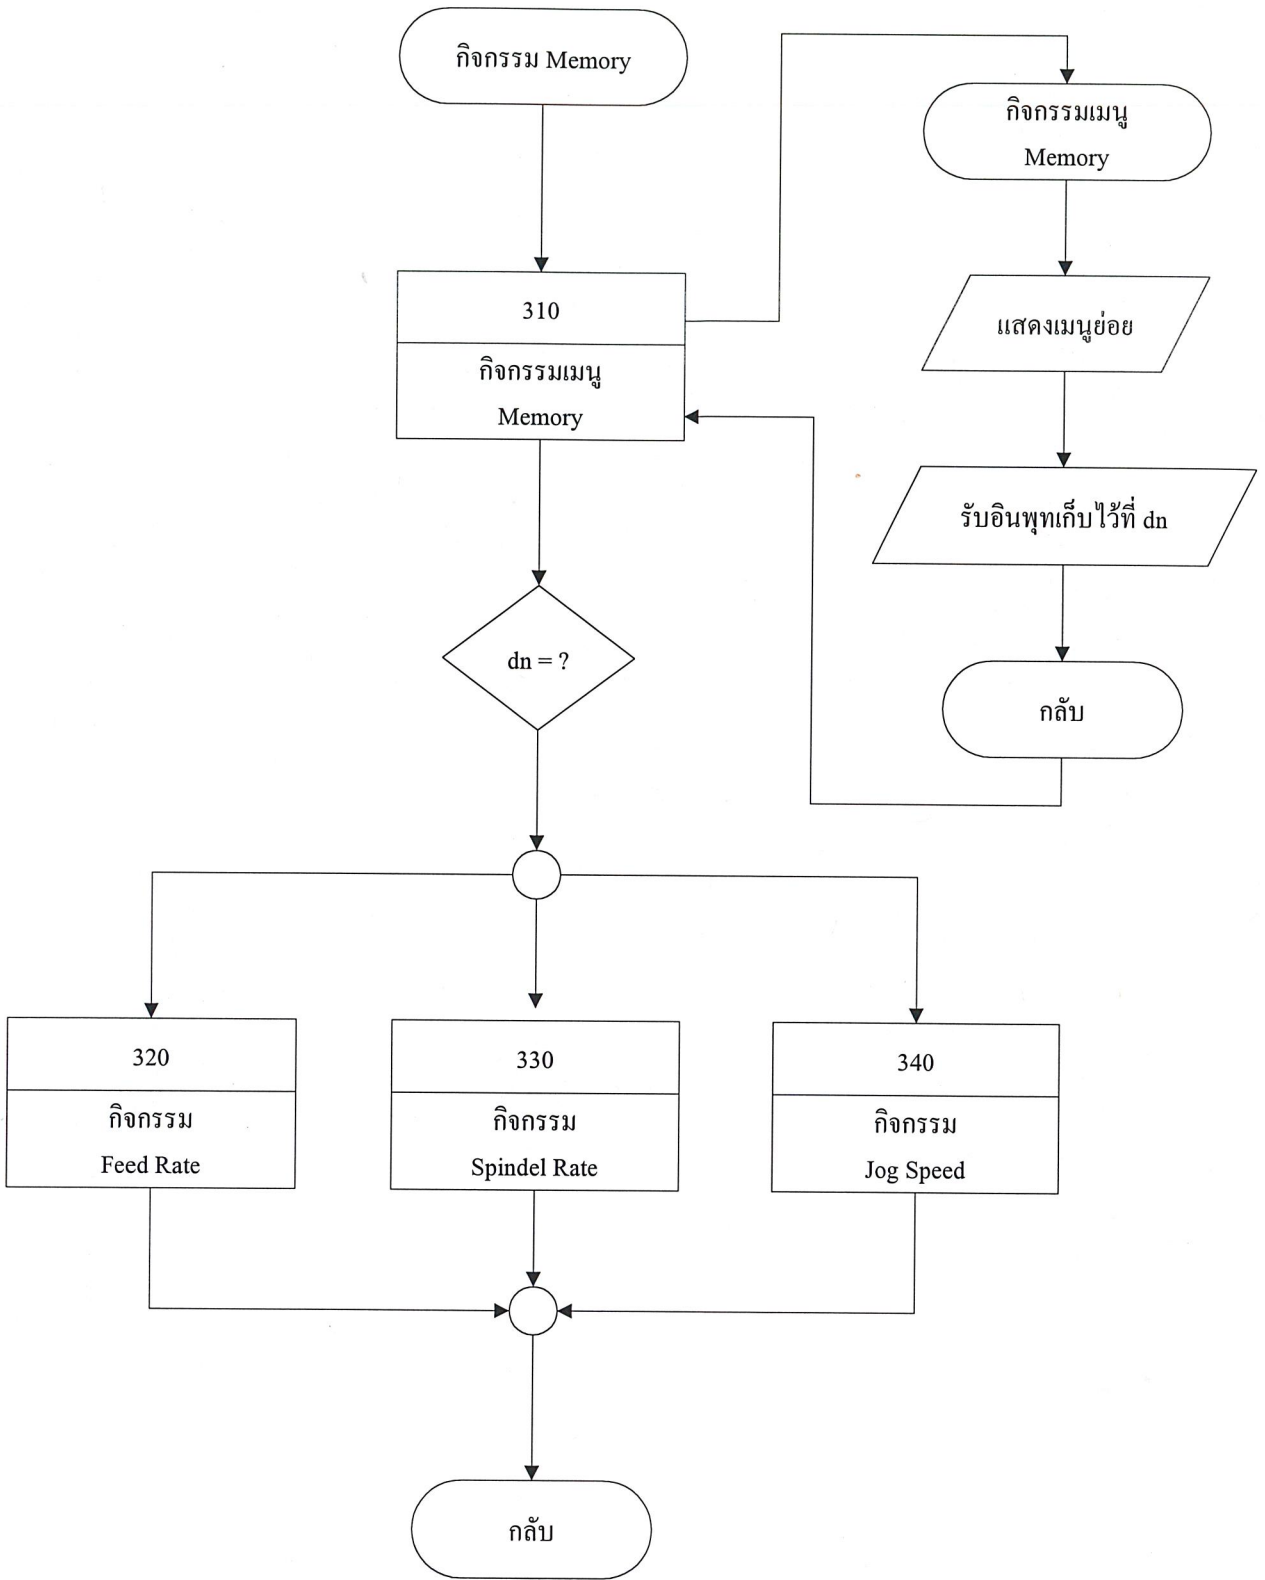 กิจกรรม Memory
กิจกรรมเมนู
Memory
310
กิจกรรมเมนู
Memory
แสดงเมนูย่อย
รับอินพุทเก็บไว้ที่ dn
dn = ?
กลับ
320
กิจกรรม
Feed Rate
330
กิจกรรม
Spindel Rate
340
กิจกรรม
Jog Speed
กลับ